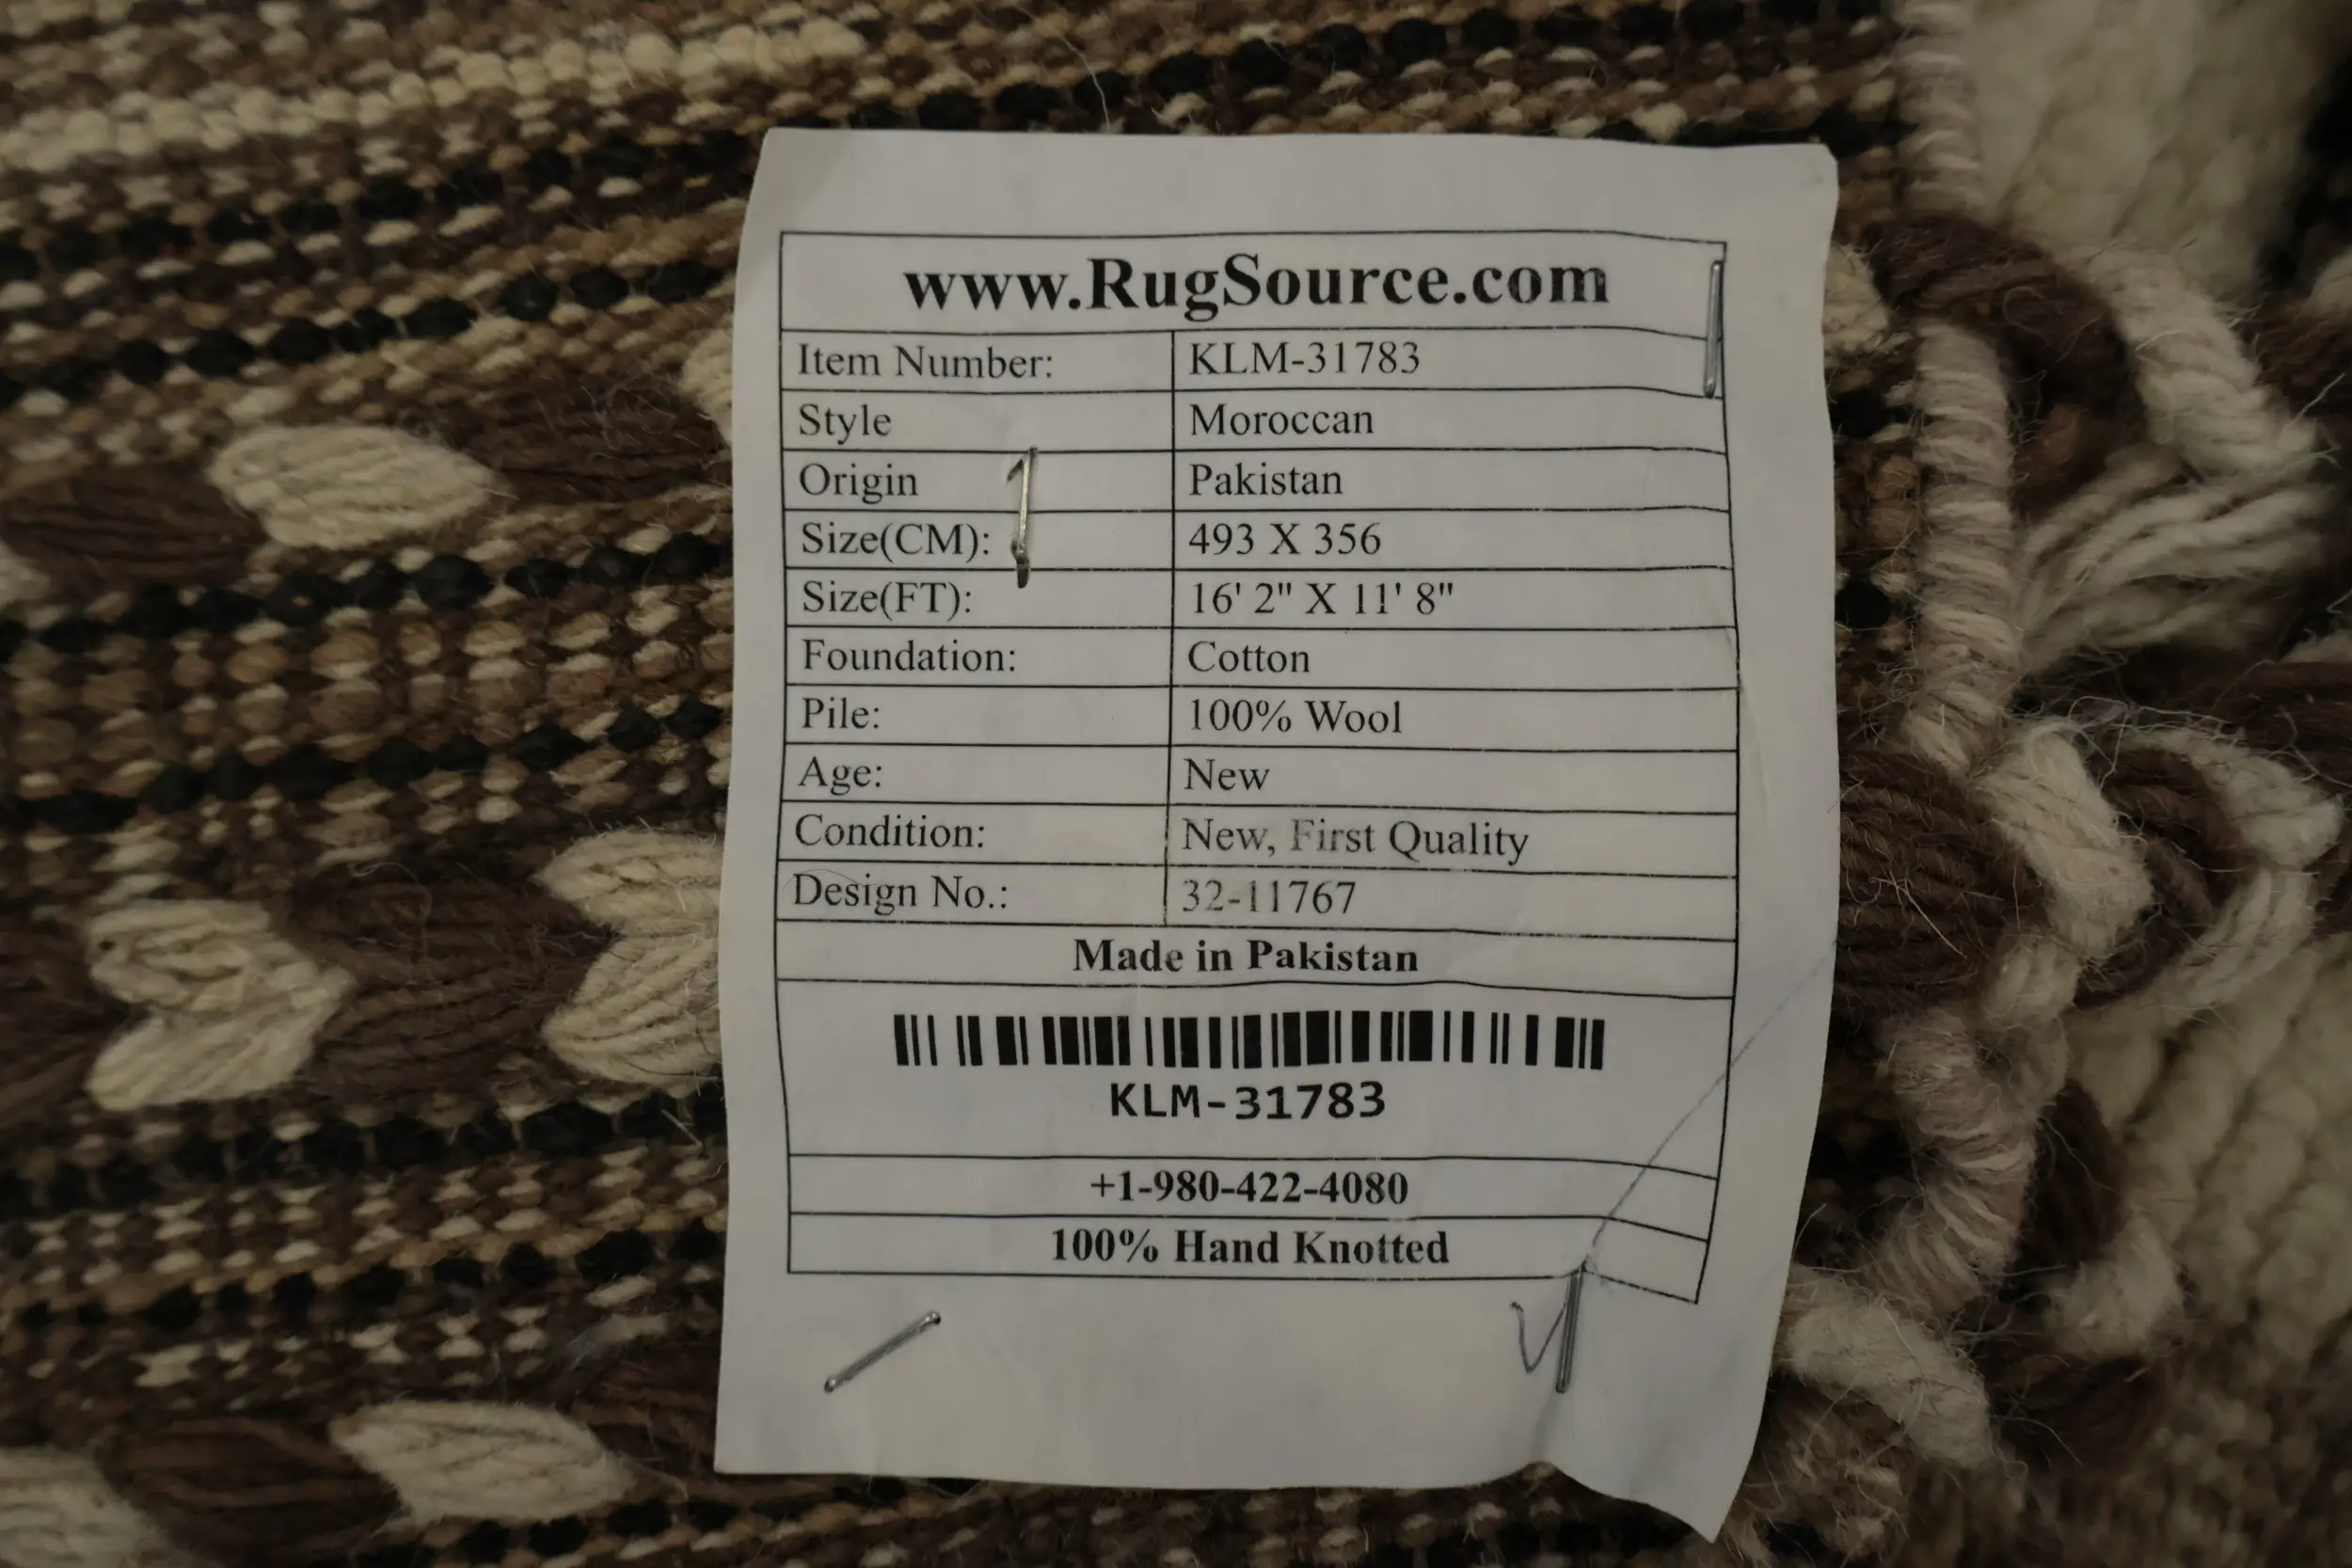 www.RugSource.com
Item Number: KLM-31783
Style Moroccan
Origin Pakistan
Size(CM): 493 X 356
Size(FT): 16' 2" X 11' 8"
Foundation: Cotton
Pile: 100% Wool
Age: New
Condition: New, First Quality
Design No.: 32-11767
Made in Pakistan
KLM-31783
+1-980-422-4080
100% Hand Knotted